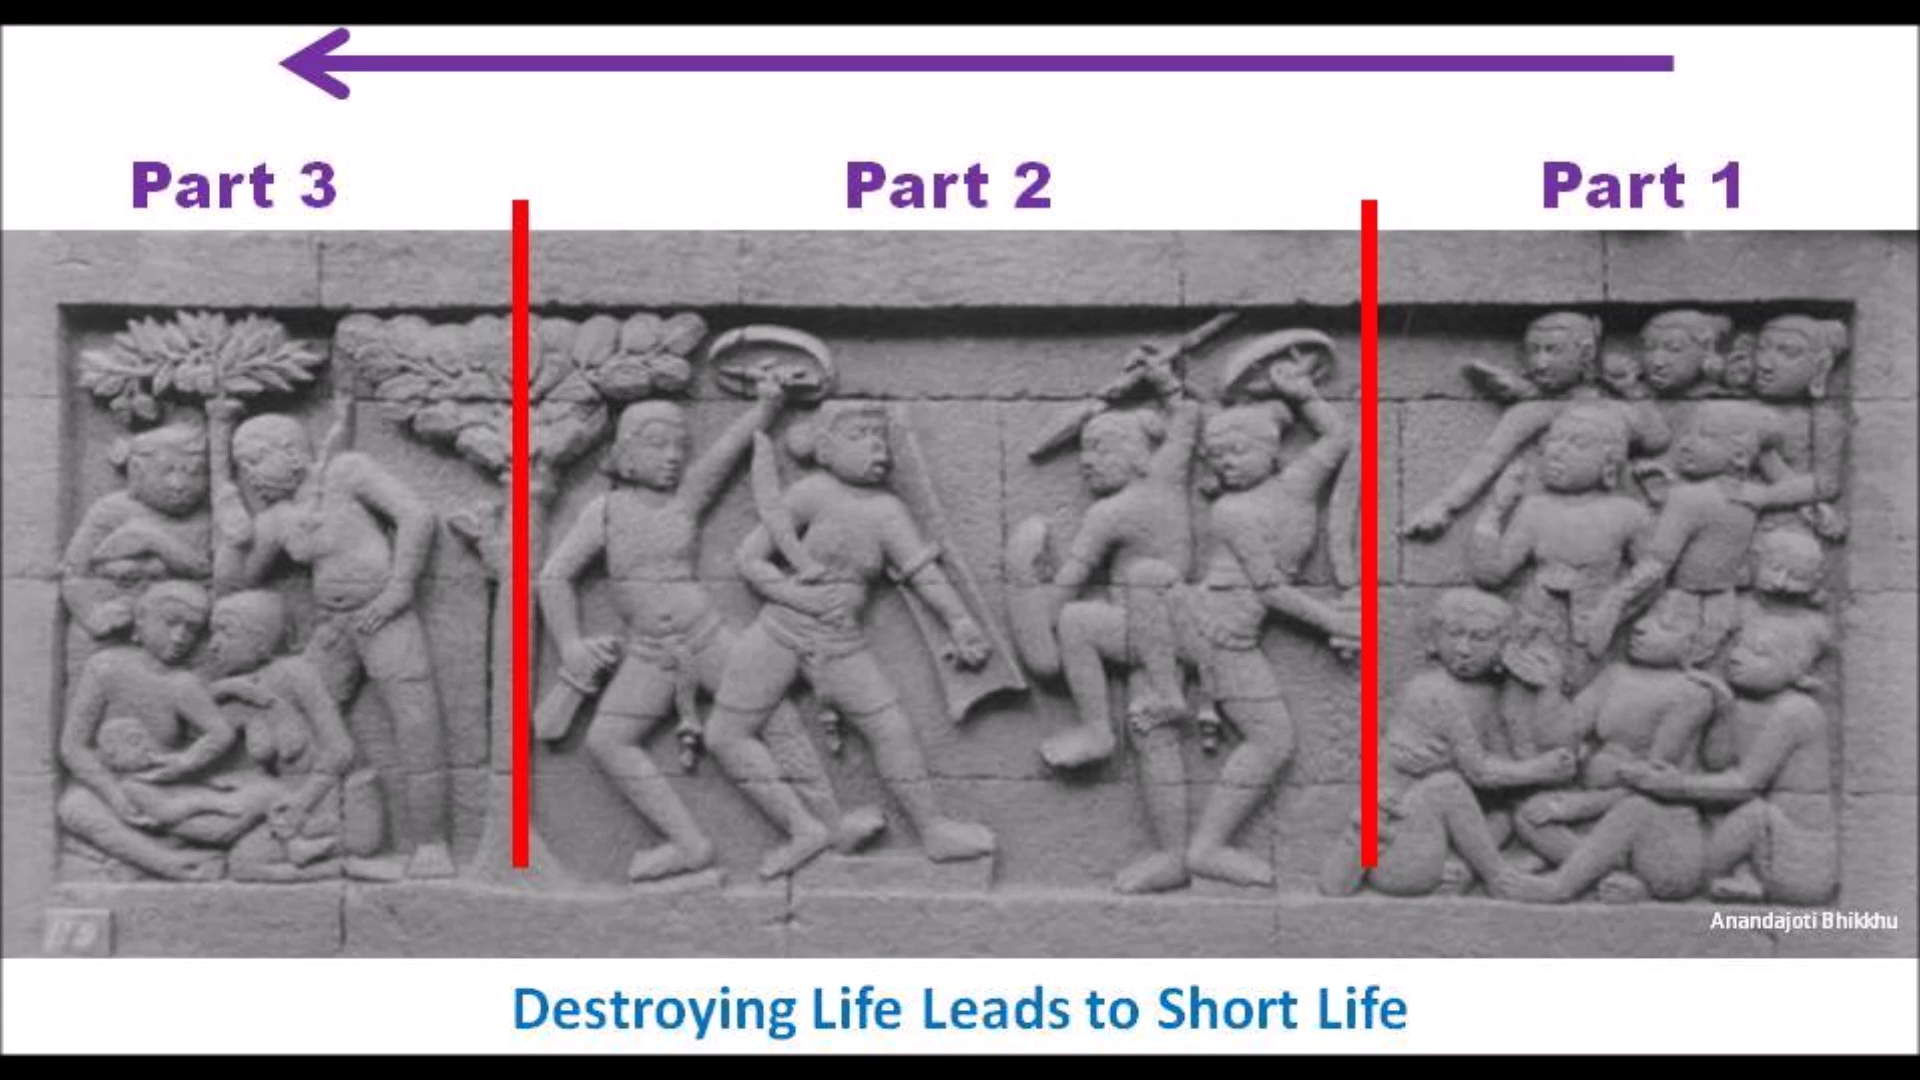 Part 3 Part 2 Part 1
Anandajoti Bhikkhu
Destroying Life Leads to Short Life